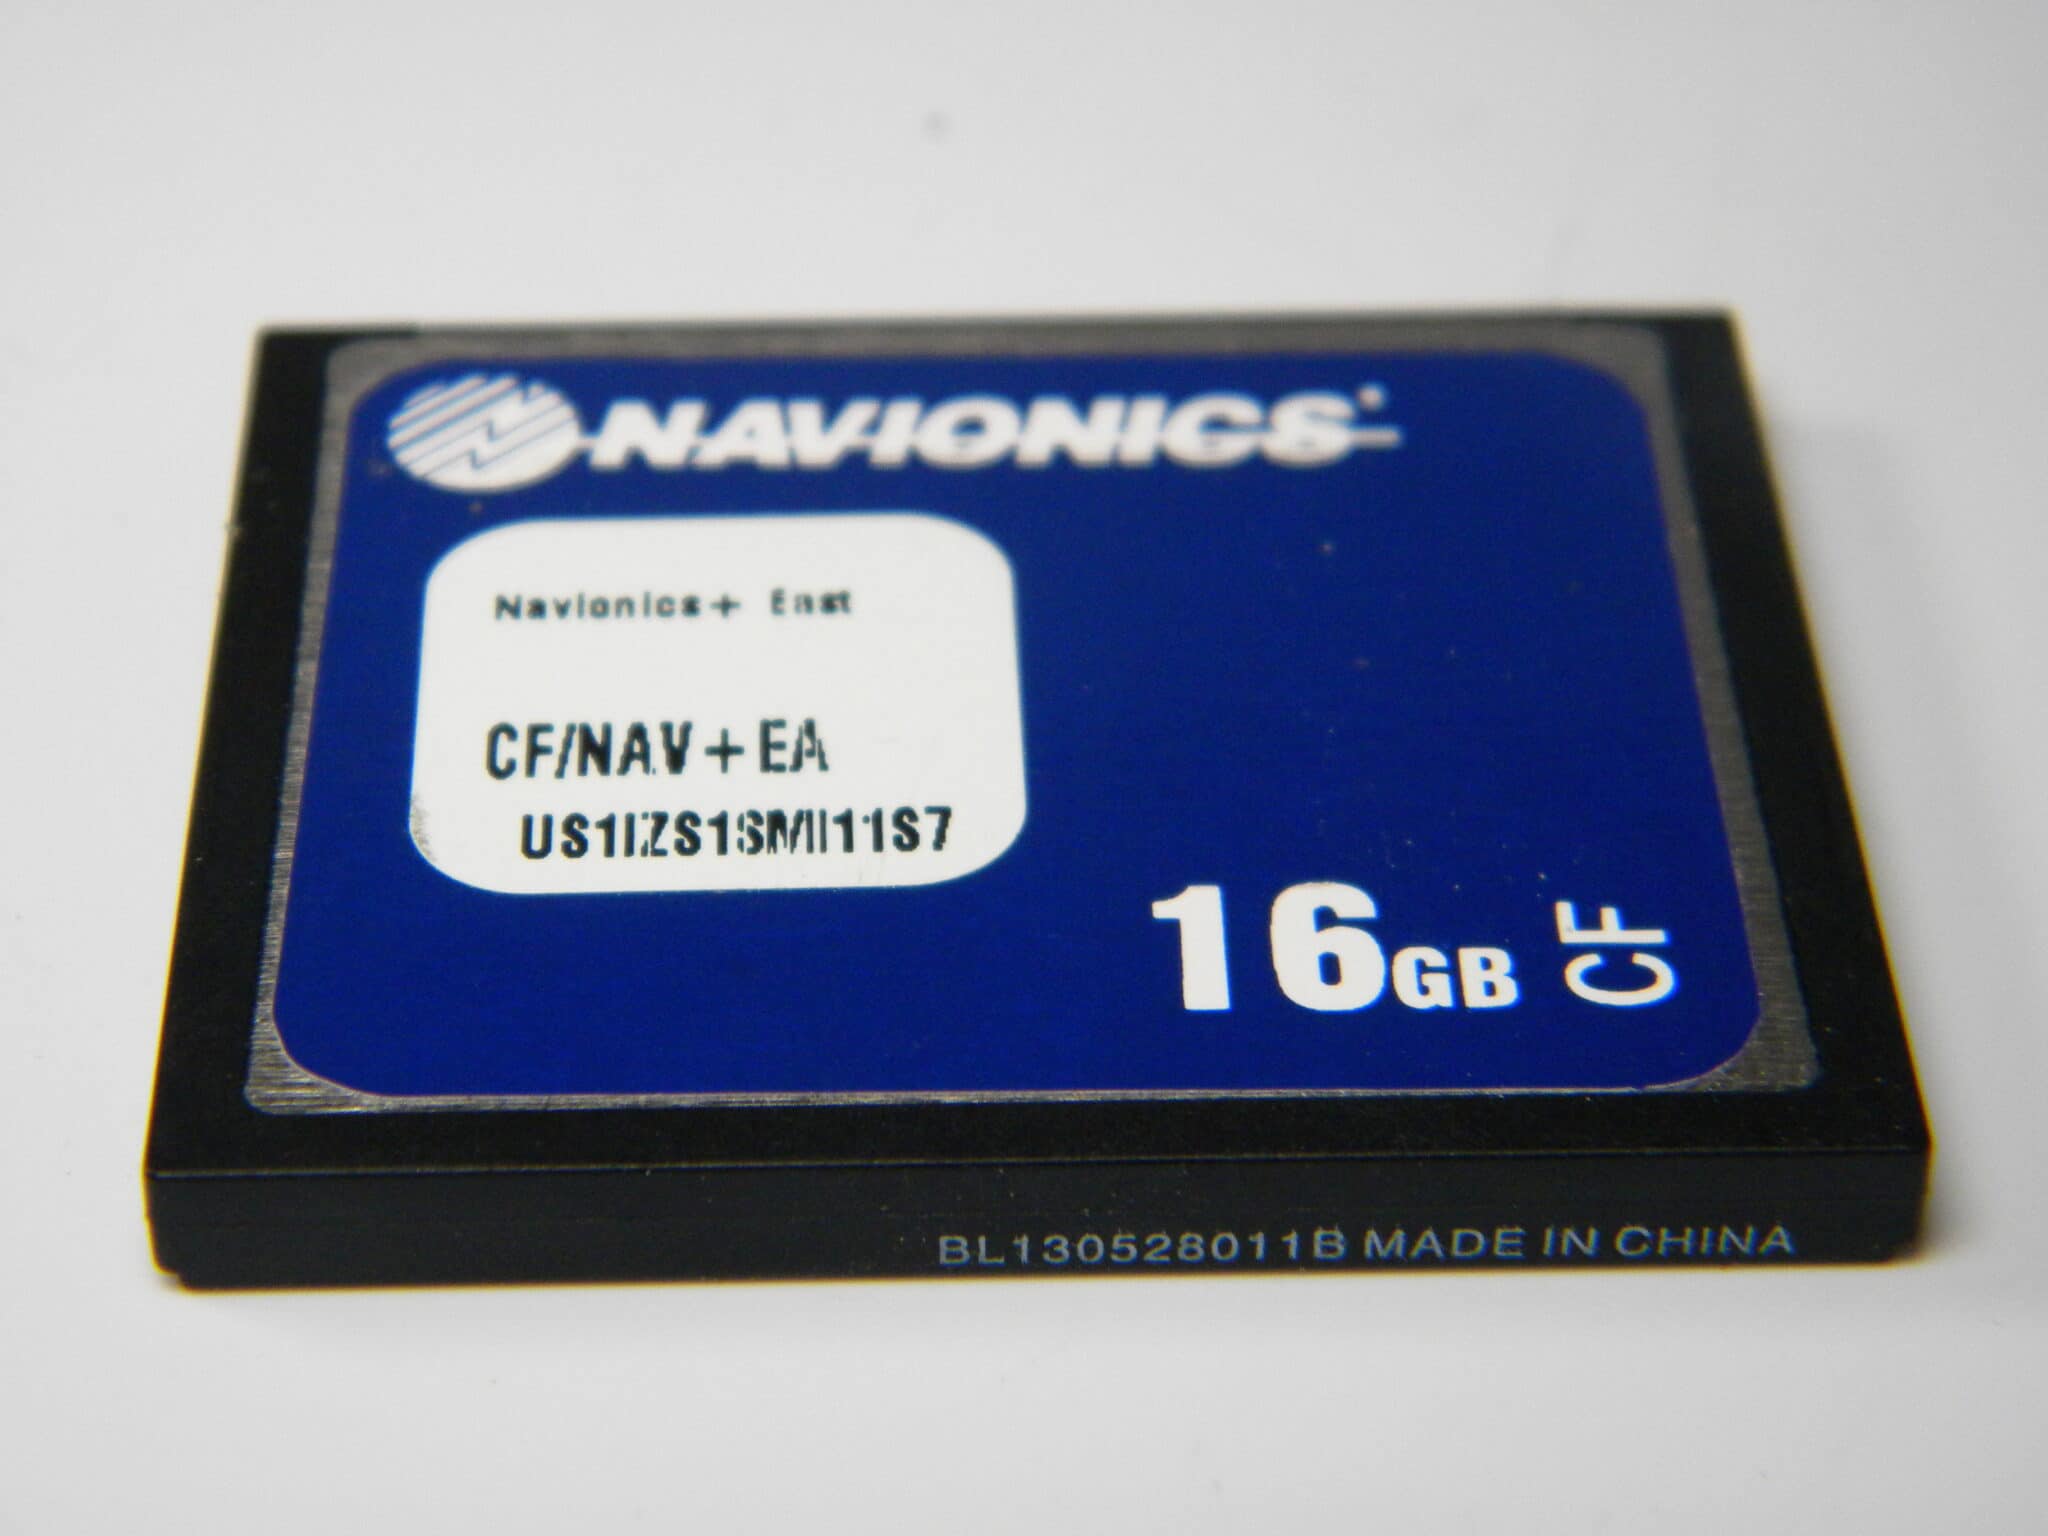 NAVIONICS
Navionics+ East
CF/NAV+EA
16GB CF
BL130528011B MADE IN CHINA